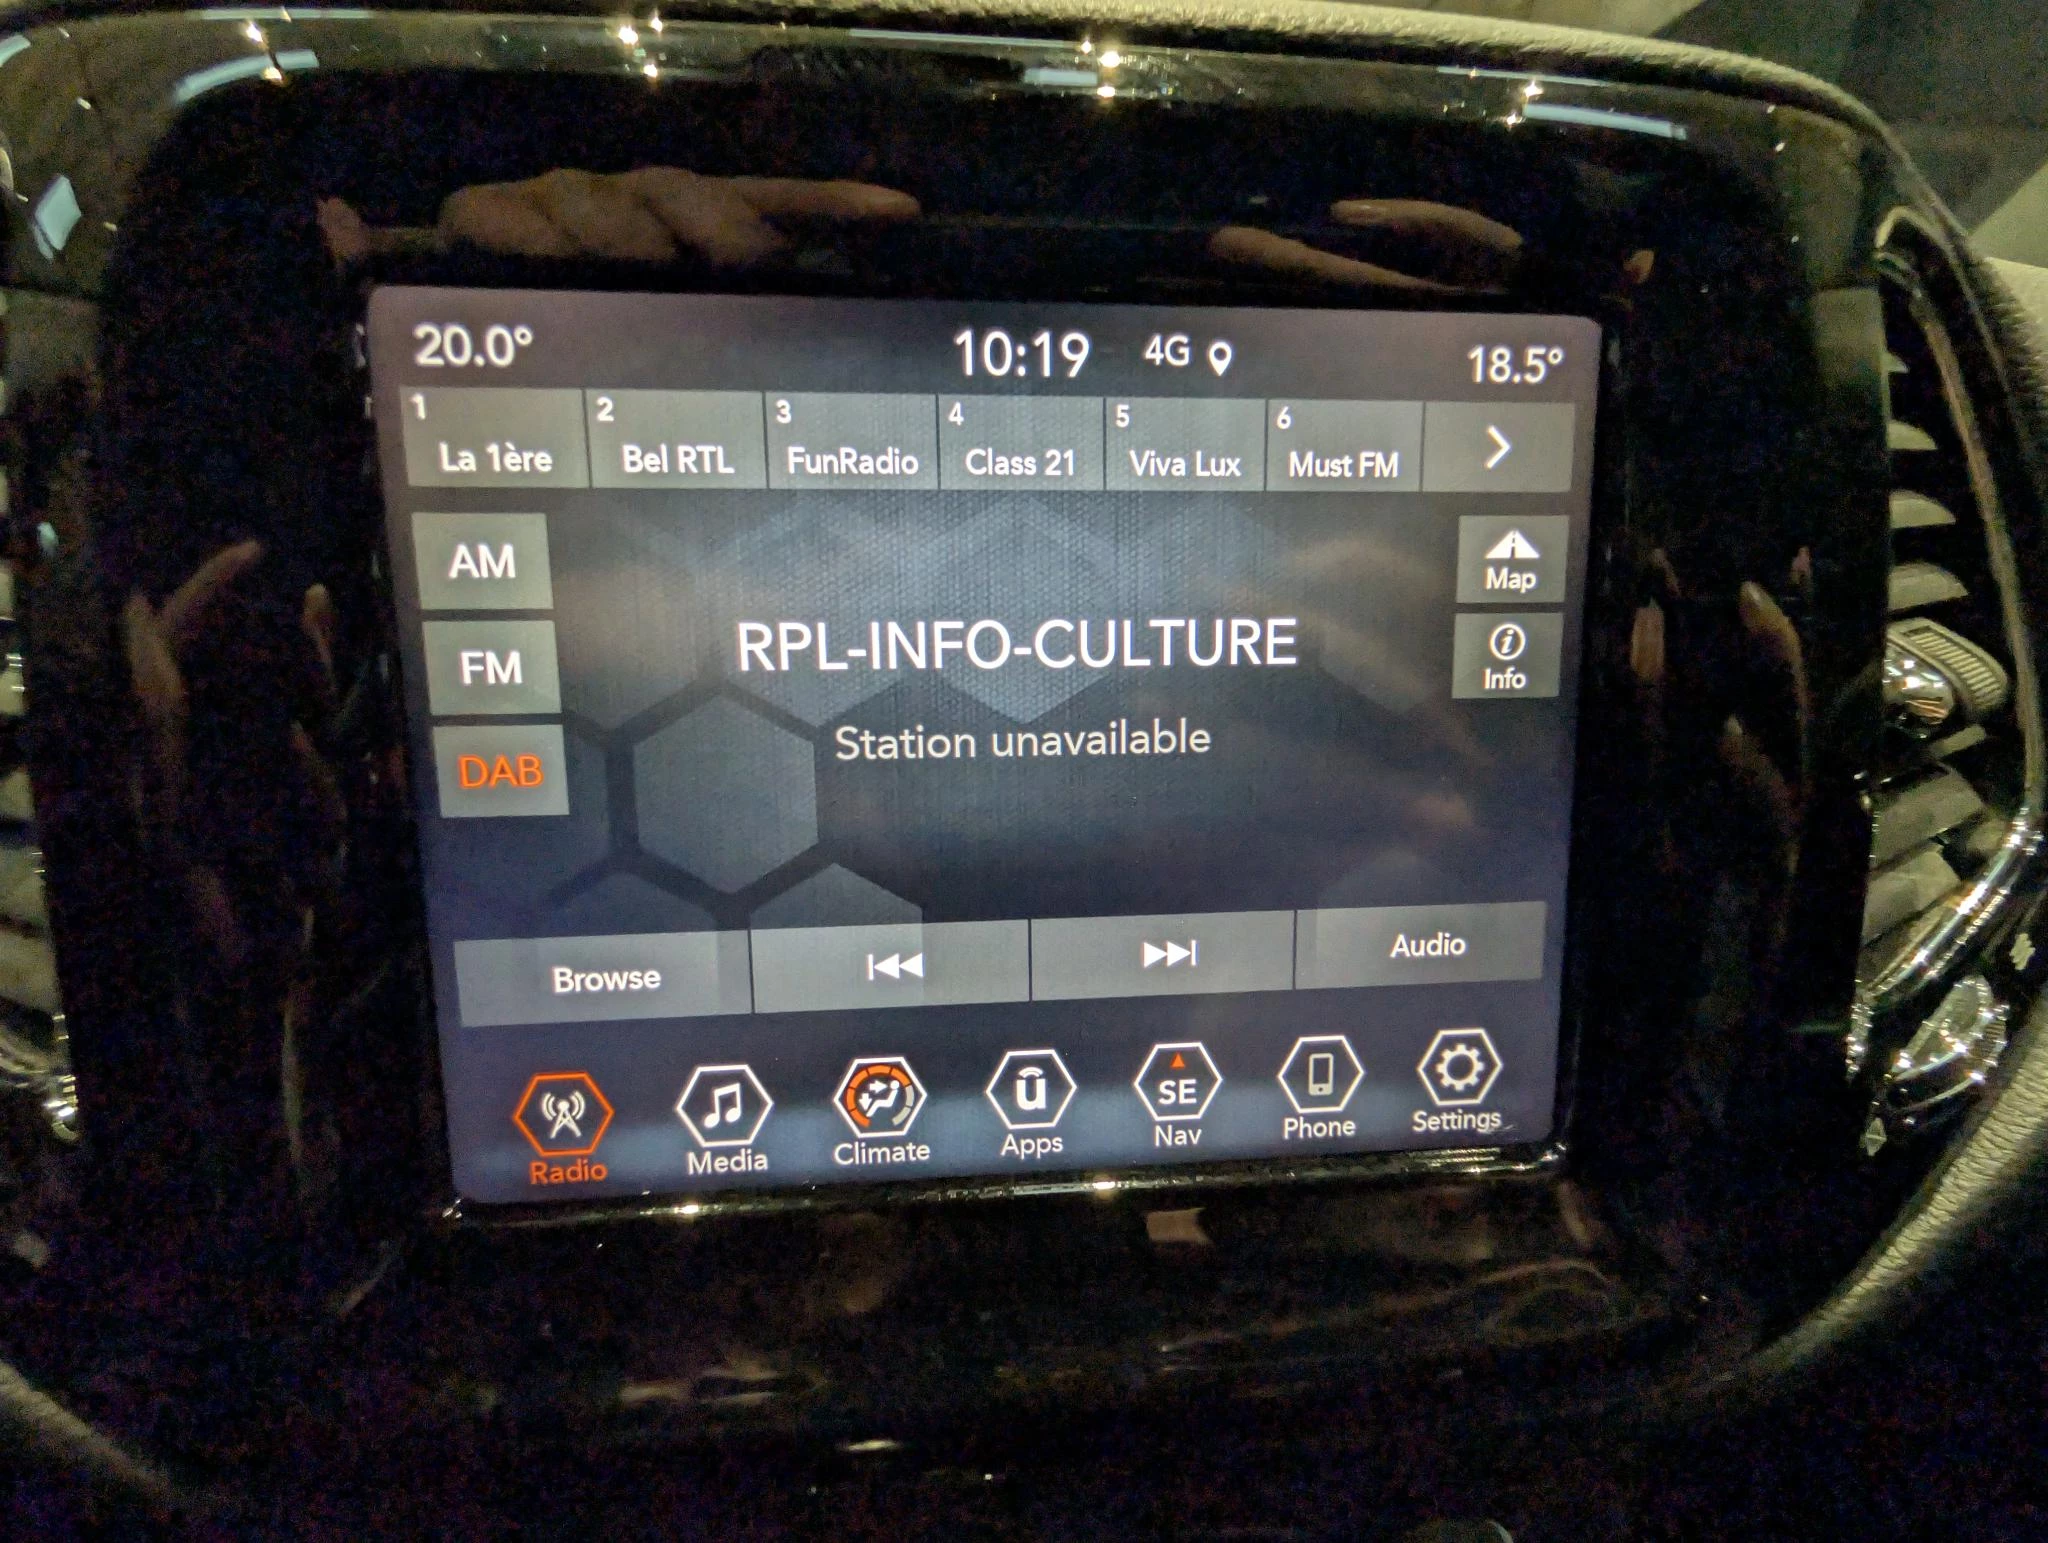 20.0° 10:19 4G 18.5°
1 2 3 4 5 6
La 1ère Bel RTL FunRadio Class 21 Viva Lux Must FM
AM
Map
RPL-INFO-CULTURE
FM
Info
Station unavailable
DAB
Browse Audio
u SE
Radio Media Climate Apps Nav Phone Settings